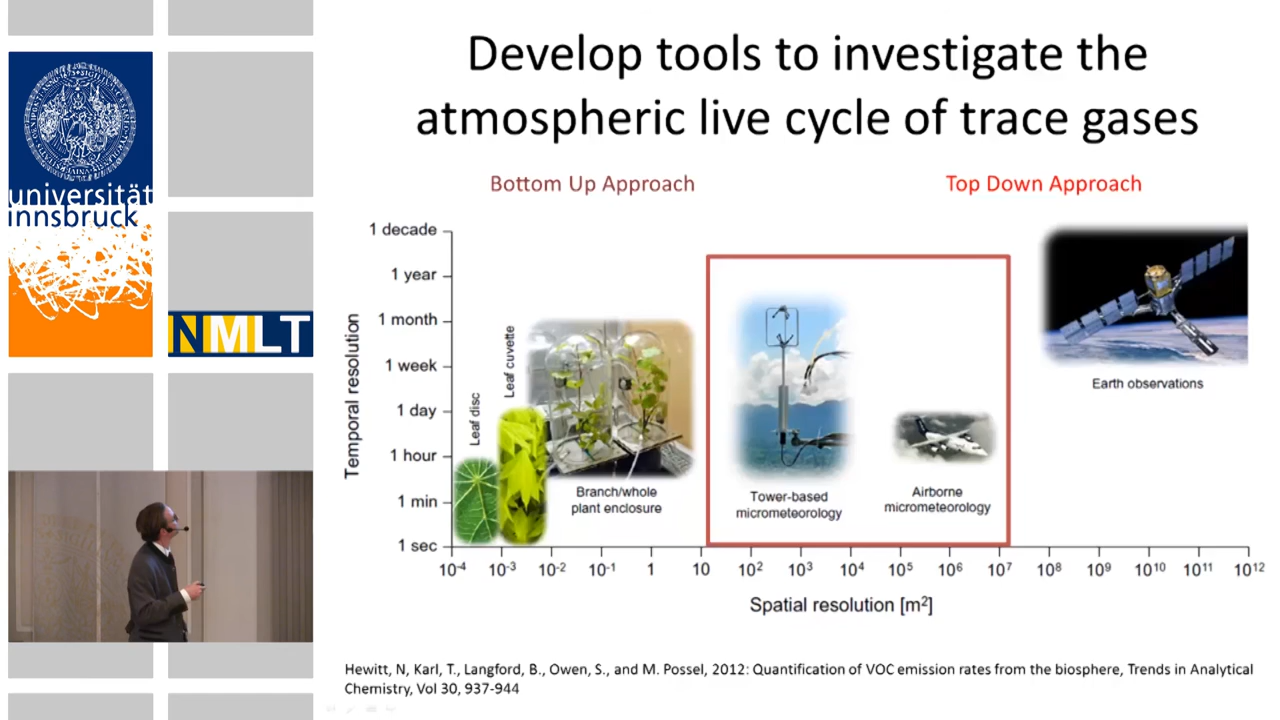 Develop tools to investigate the
atmospheric live cycle of trace gases
universität
innsbruck
NMLT
Bottom Up Approach
Top Down Approach
Temporal resolution
1 decade
1 year
1 month
1 week
1 day
1 hour
1 min
1 sec
Leaf disc
Leaf cuvette
Branch/whole
plant enclosure
Tower-based
micrometeorology
Airborne
micrometeorology
Earth observations
10⁻⁴ 10⁻³ 10⁻² 10⁻¹ 1 10 10² 10³ 10⁴ 10⁵ 10⁶ 10⁷ 10⁸ 10⁹ 10¹⁰ 10¹¹ 10¹²
Spatial resolution [m²]
Hewitt, N, Karl, T., Langford, B., Owen, S., and M. Possel, 2012: Quantification of VOC emission rates from the biosphere, Trends in Analytical
Chemistry, Vol 30, 937-944